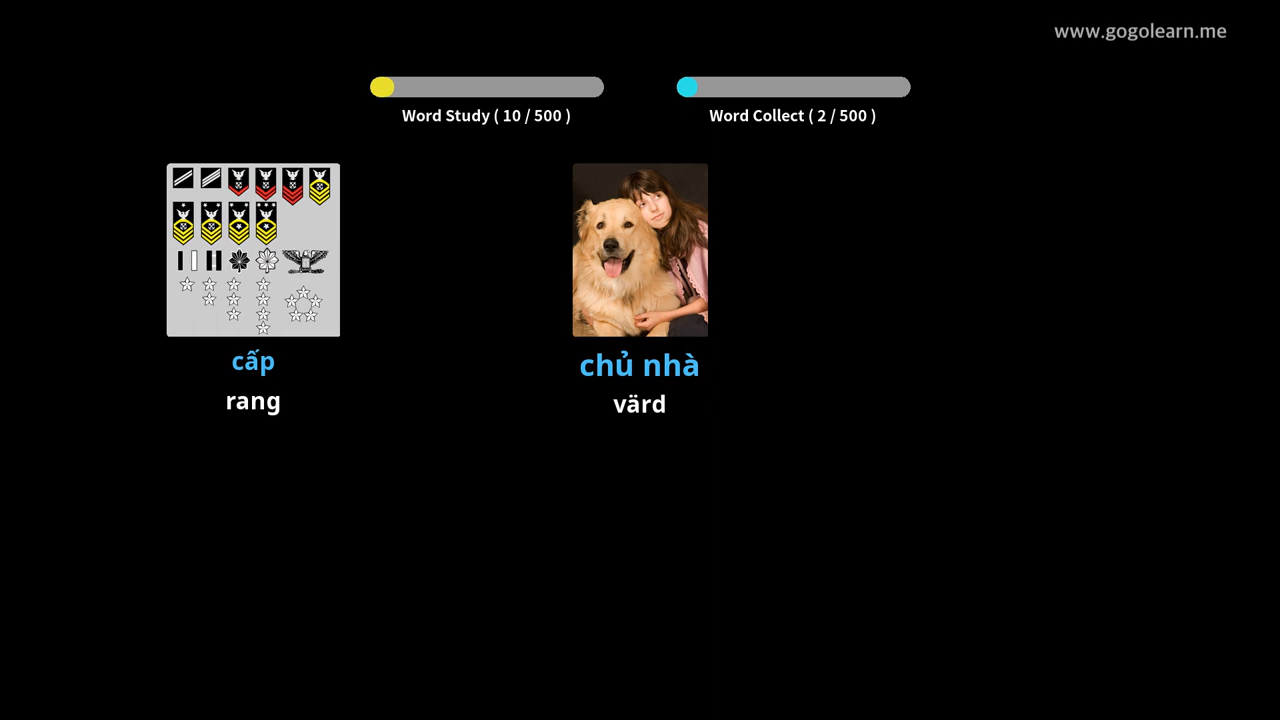 www.gogolearn.me
Word Study ( 10 / 500 )
Word Collect ( 2 / 500 )
cấp
rang
chủ nhà
värd